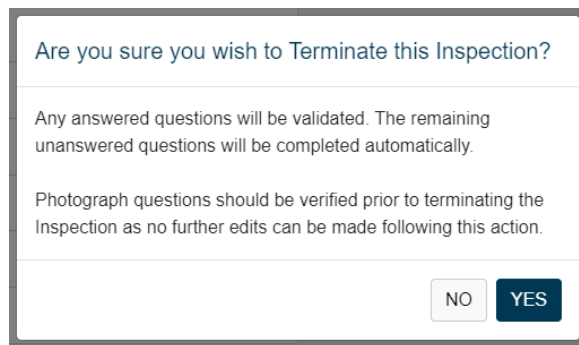 Are you sure you wish to Terminate this Inspection?
Any answered questions will be validated. The remaining
unanswered questions will be completed automatically.
Photograph questions should be verified prior to terminating the
Inspection as no further edits can be made following this action.
NO YES